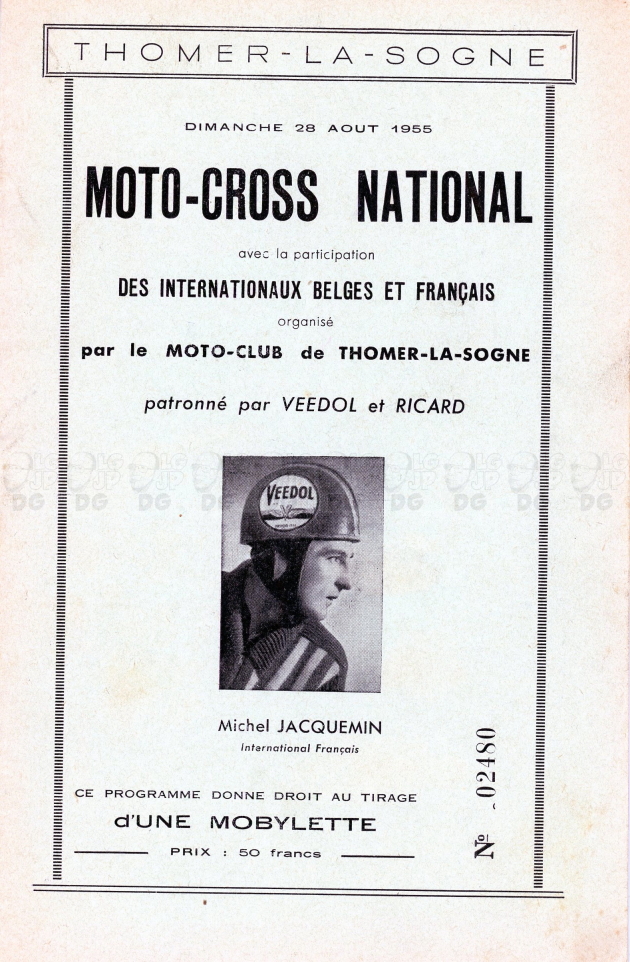 THOMER-LA-SOGNE
DIMANCHE 28 AOUT 1955
MOTO-CROSS NATIONAL
avec la participation
DES INTERNATIONAUX BELGES ET FRANÇAIS
organisé
par le MOTO-CLUB de THOMER-LA-SOGNE
patronné par VEEDOL et RICARD
VEEDOL
Michel JACQUEMIN
International Français
CE PROGRAMME DONNE DROIT AU TIRAGE
d'UNE MOBYLETTE
PRIX : 50 francs
Nº 02480